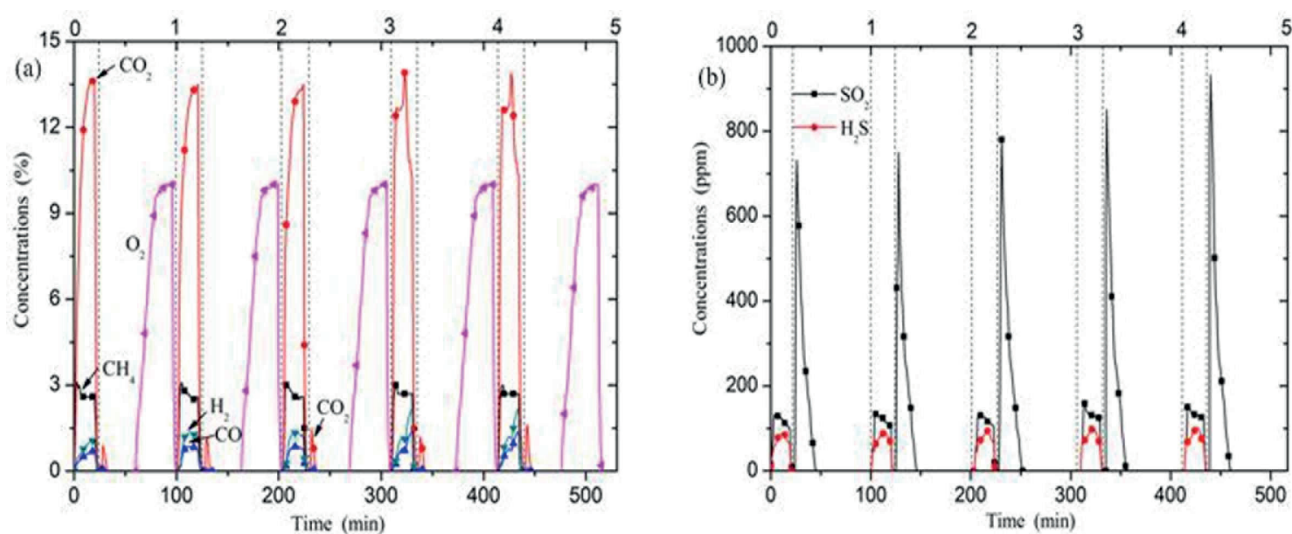 0 1 2 3 4 5
15
(a)
CO₂
12
9
O₂
6
CH₄
3
H₂
CO
CO₂
0
0 100 200 300 400 500
Concentrations (%)
Time (min)
0 1 2 3 4 5
1000
(b)
SO₂
H₂S
800
600
400
200
0
0 100 200 300 400 500
Concentrations (ppm)
Time (min)